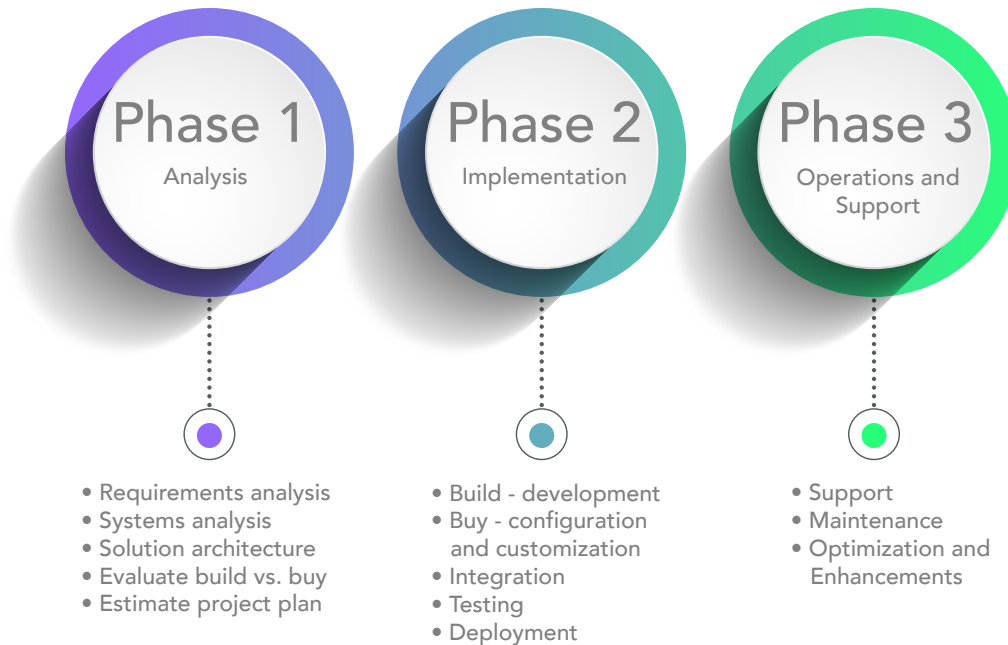 Phase 1
Analysis
• Requirements analysis
• Systems analysis
• Solution architecture
• Evaluate build vs. buy
• Estimate project plan
Phase 2
Implementation
• Build - development
• Buy - configuration
and customization
• Integration
• Testing
• Deployment
Phase 3
Operations and
Support
• Support
• Maintenance
• Optimization and
Enhancements